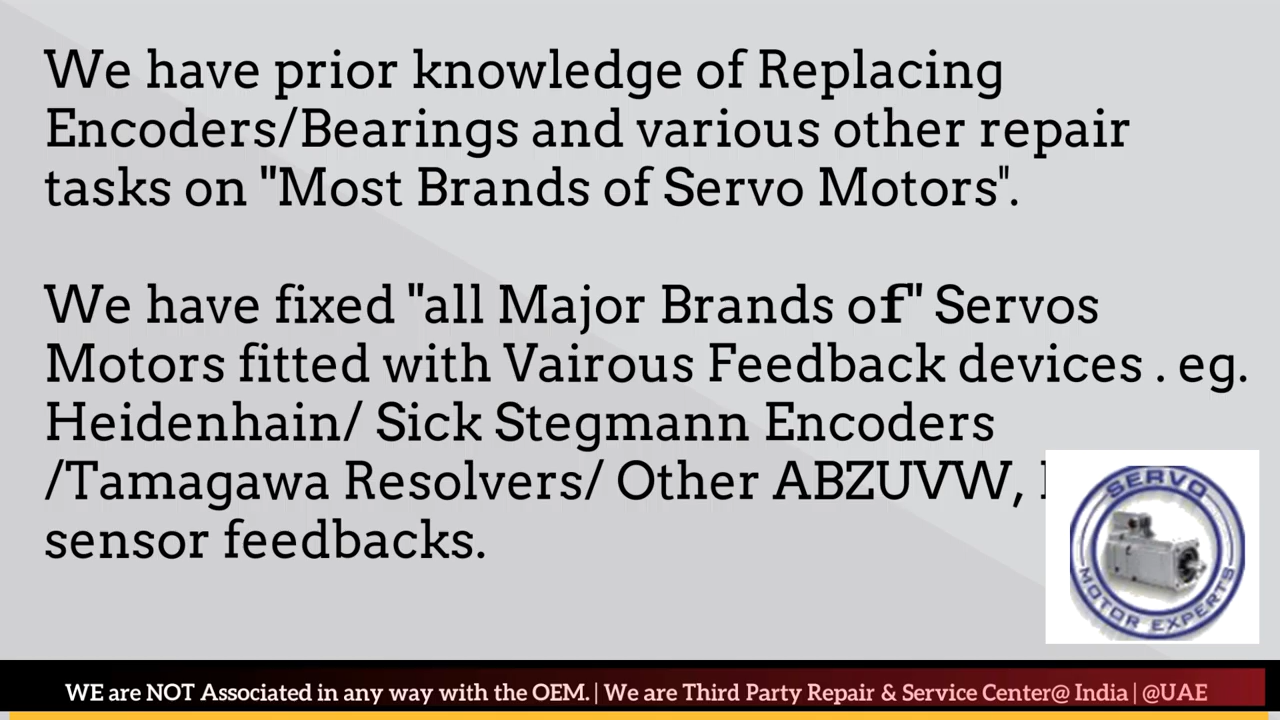 We have prior knowledge of Replacing
Encoders/Bearings and various other repair
tasks on "Most Brands of Servo Motors".
We have fixed "all Major Brands of" Servos
Motors fitted with Vairous Feedback devices . eg.
Heidenhain/ Sick Stegmann Encoders
/Tamagawa Resolvers/ Other ABZUVW,
sensor feedbacks.
SERVO
MOTOR EXPERTS
WE are NOT Associated in any way with the OEM. | We are Third Party Repair & Service Center@ India | @UAE